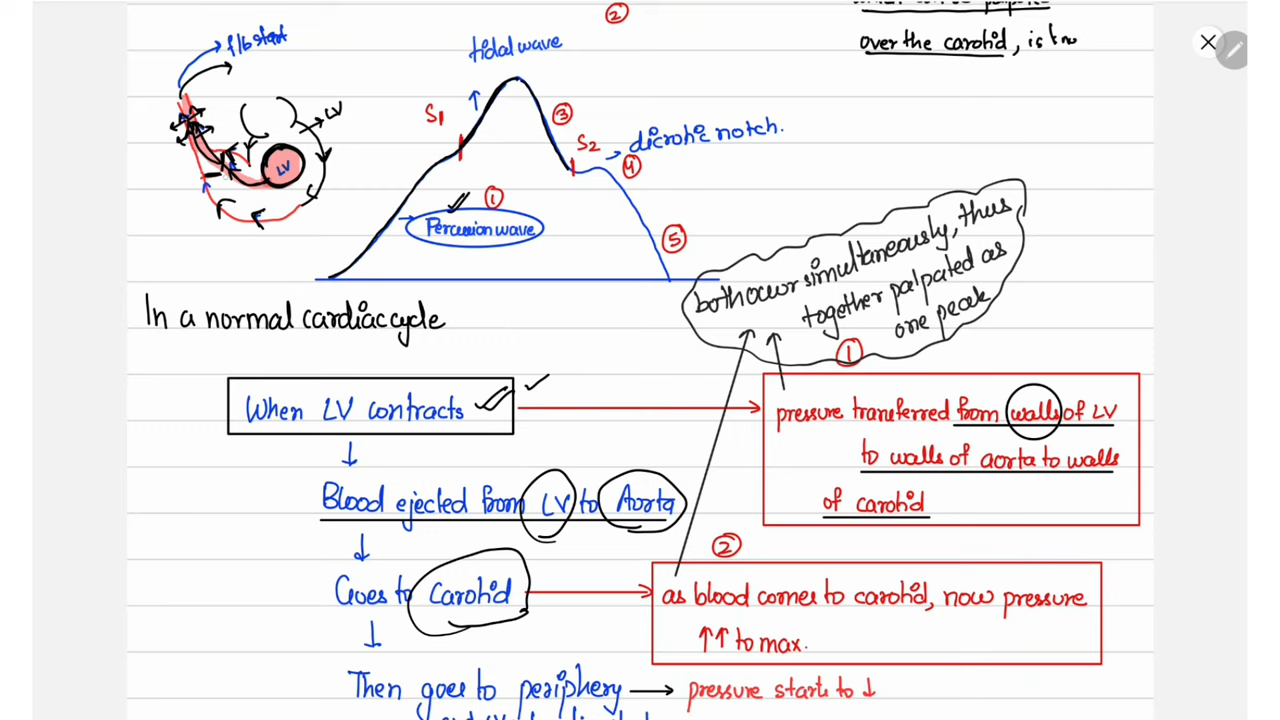 ②
over the carotid, is
f/b start
tidal wave
LV
S1
③
S2
dicrotic notch.
④
LV
①
Percussion wave
⑤
both occur simultaneously, thus
together palpated as
one peak
In a normal cardiac cycle
①
When LV contracts
pressure transferred from walls of LV
to walls of aorta to walls
of carotid
↓
Blood ejected from LV to Aorta
↓
②
Goes to Carotid
as blood comes to carotid, now pressure
↑↑ to max.
↓
Then goes to periphery → pressure starts to ↓